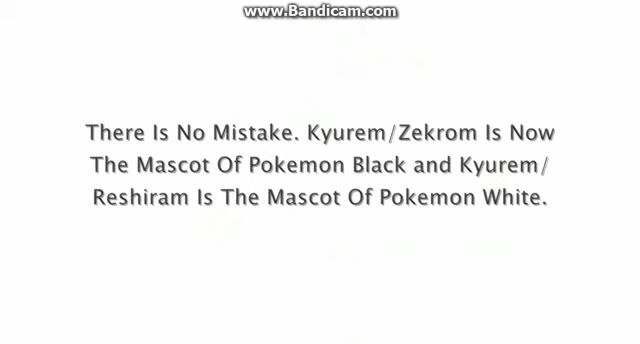 www.Bandicam.com
There Is No Mistake. Kyurem/Zekrom Is Now
The Mascot Of Pokemon Black and Kyurem/
Reshiram Is The Mascot Of Pokemon White.